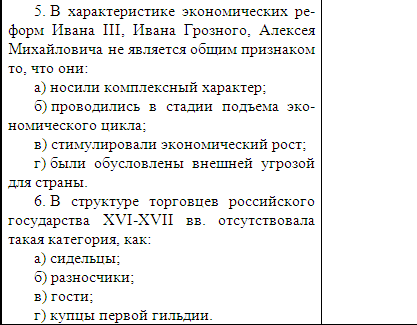 5. В характеристике экономических ре-
форм Ивана III, Ивана Грозного, Алексея
Михайловича не является общим признаком
то, что они:
а) носили комплексный характер;
б) проводились в стадии подъема эко-
номического цикла;
в) стимулировали экономический рост;
г) были обусловлены внешней угрозой
для страны.
6. В структуре торговцев российского
государства XVI-XVII вв. отсутствовала
такая категория, как:
а) сидельцы;
б) разносчики;
в) гости;
г) купцы первой гильдии.